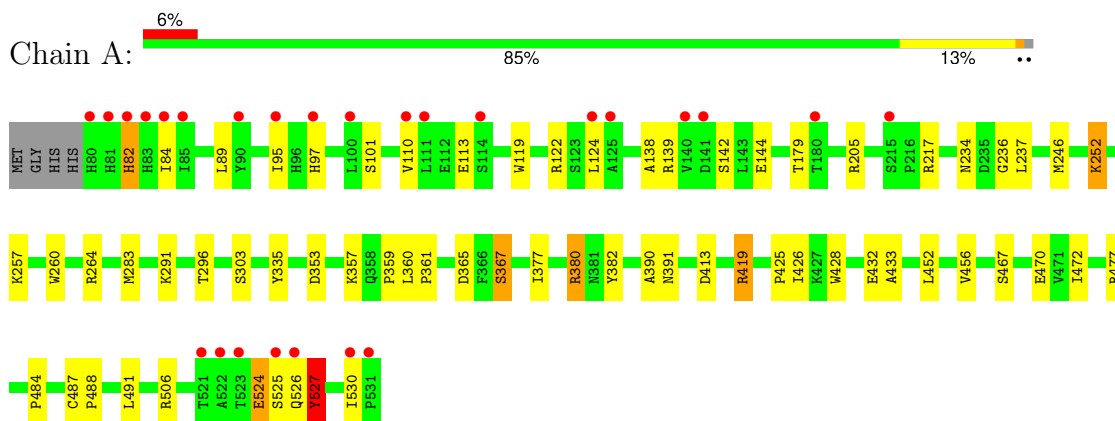 6%
Chain A:
85% 13% ..
MET GLY HIS HIS H80 H81 H82 H83 I84 I85 L89 Y90 I95 H96 H97 L100 S101 V110 L111 E112 E113 S114 W119 R122 S123 L124 A125 A138 R139 V140 D141 S142 L143 E144 T179 T180 R205 S215 P216 R217 N234 D235 G236 L237 M246 K252
K257 W260 R264 M283 K291 T296 S303 Y335 D353 K357 Q358 P359 L360 P361 D365 F366 S367 I377 R380 N381 Y382 A390 N391 D413 R419 P425 I426 K427 W428 E432 A433 L452 V456 S467 E470 V471 I472
P484 C487 P488 L491 R506 T521 A522 T523 E524 S525 Q526 Y527 I530 P531